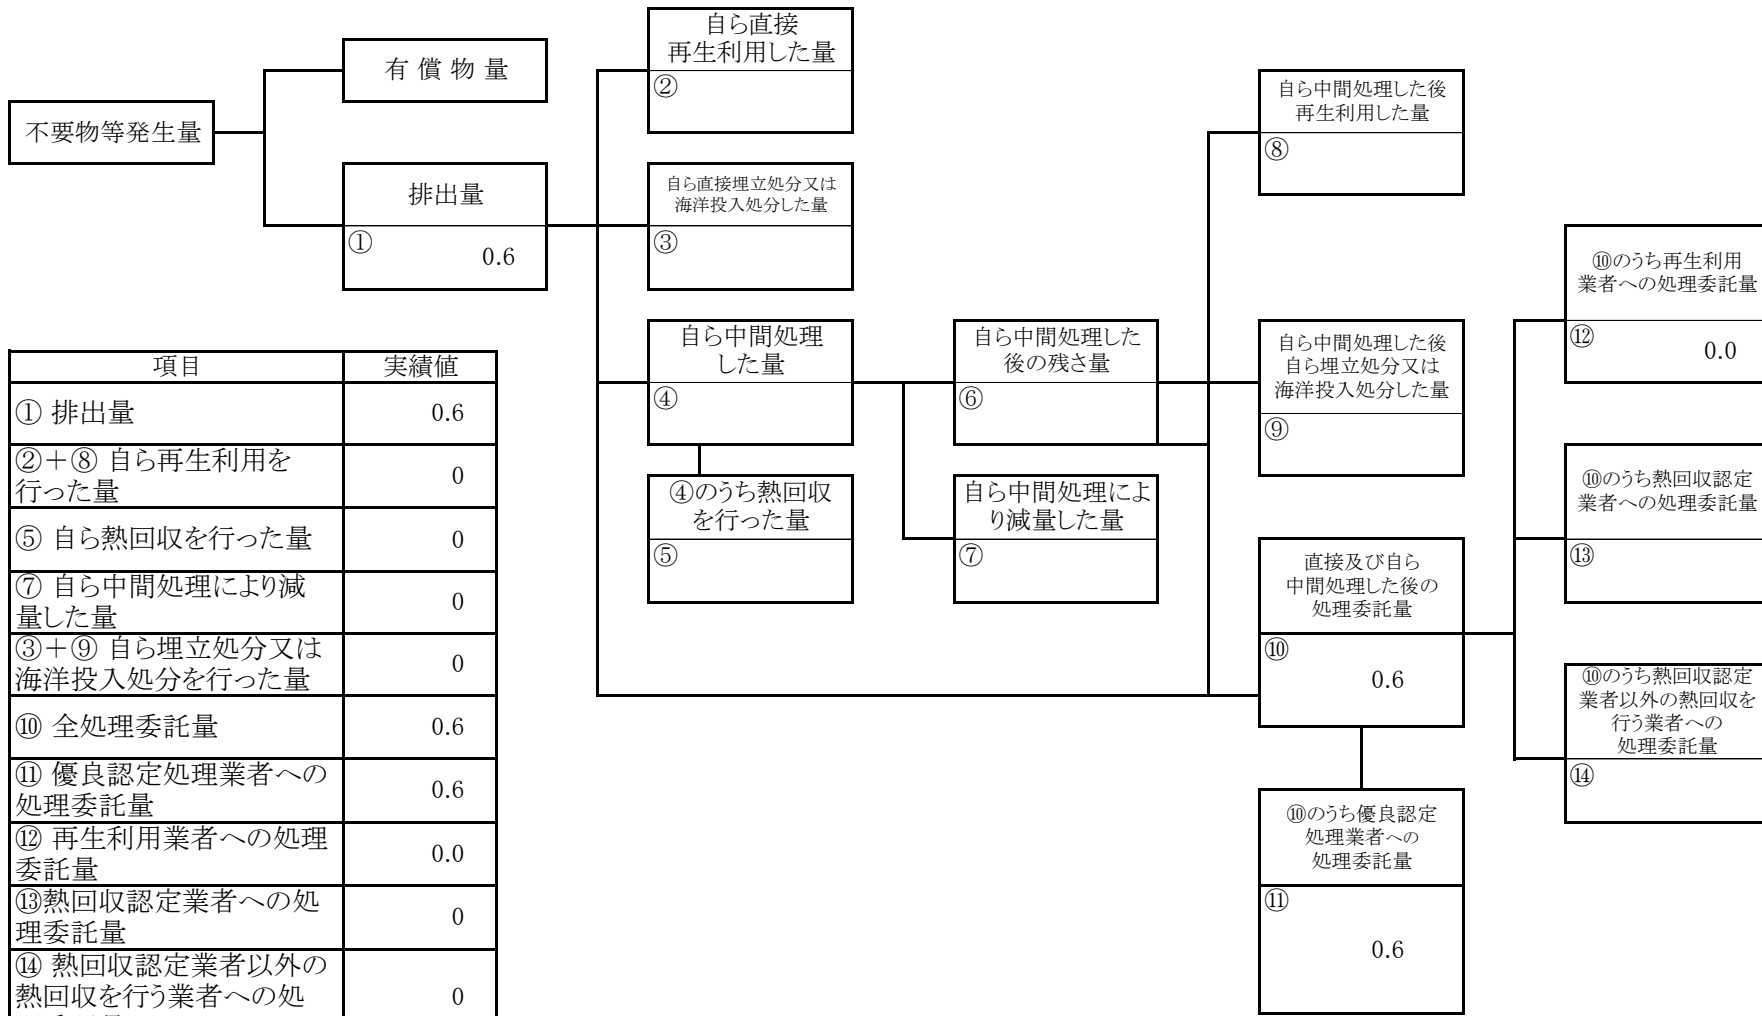 不要物等発生量
有 償 物 量
排出量
①
0.6
自ら直接
再生利用した量
②
自ら直接埋立処分又は
海洋投入処分した量
③
自ら中間処理
した量
④
④のうち熱回収
を行った量
⑤
自ら中間処理した
後の残さ量
⑥
自ら中間処理によ
り減量した量
⑦
自ら中間処理した後
再生利用した量
⑧
自ら中間処理した後
自ら埋立処分又は
海洋投入処分した量
⑨
直接及び自ら
中間処理した後の
処理委託量
⑩
0.6
⑩のうち優良認定
処理業者への
処理委託量
⑪
0.6
⑩のうち再生利用
業者への処理委託量
⑫
0.0
⑩のうち熱回収認定
業者への処理委託量
⑬
⑩のうち熱回収認定
業者以外の熱回収を
行う業者への
処理委託量
⑭
項目 実績値
① 排出量 0.6
②+⑧ 自ら再生利用を
行った量 0
⑤ 自ら熱回収を行った量 0
⑦ 自ら中間処理により減
量した量 0
③+⑨ 自ら埋立処分又は
海洋投入処分を行った量 0
⑩ 全処理委託量 0.6
⑪ 優良認定処理業者への
処理委託量 0.6
⑫ 再生利用業者への処理
委託量 0.0
⑬熱回収認定業者への処
理委託量 0
⑭ 熱回収認定業者以外の
熱回収を行う業者への処 0